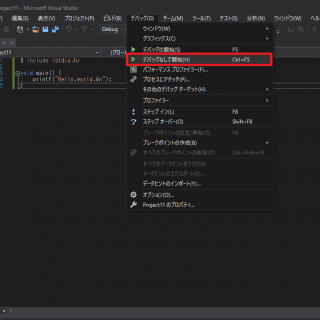 roject11 - Microsoft Visual Studio
集(E) 表示(V) プロジェクト(P) ビルド(B) デバッグ(D) チーム(M) ツール(T) テスト(S) 分析(N) ウィンドウ(W) ヘルプ(H)
Debug
ect11
(グロー
# include <stdio.h>
void main() {
printf("Hello.world.¥n");
}
ウィンドウ(W)
グラフィックス(C)
デバッグの開始(S) F5
デバッグなしで開始(H) Ctrl+F5
パフォーマンス プロファイラー(F)...
プロセスにアタッチ(P)...
その他のデバッグ ターゲット(H)
プロファイラー
ステップ イン(L) F8
ステップ オーバー(O) Shift+F8
ブレークポイントの設定/解除(G) F9
ブレークポイントの作成(B)
すべてのブレークポイントの削除(D) Ctrl+Shift+F9
すべてのデータヒントをクリア(A)
データヒントのエクスポート(X)...
データヒントのインポート(Y)...
オプション(O)...
Project11 のプロパティ...